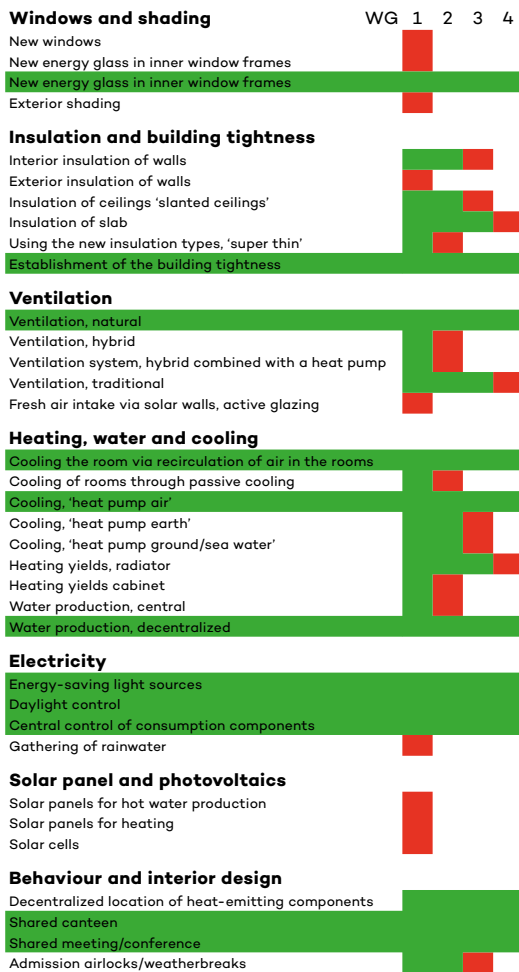 Windows and shading WG 1 2 3 4
New windows
New energy glass in inner window frames
New energy glass in inner window frames
Exterior shading
Insulation and building tightness
Interior insulation of walls
Exterior insulation of walls
Insulation of ceilings ‘slanted ceilings’
Insulation of slab
Using the new insulation types, ‘super thin’
Establishment of the building tightness
Ventilation
Ventilation, natural
Ventilation, hybrid
Ventilation system, hybrid combined with a heat pump
Ventilation, traditional
Fresh air intake via solar walls, active glazing
Heating, water and cooling
Cooling the room via recirculation of air in the rooms
Cooling of rooms through passive cooling
Cooling, ‘heat pump air’
Cooling, ‘heat pump earth’
Cooling, ‘heat pump ground/sea water’
Heating yields, radiator
Heating yields cabinet
Water production, central
Water production, decentralized
Electricity
Energy-saving light sources
Daylight control
Central control of consumption components
Gathering of rainwater
Solar panel and photovoltaics
Solar panels for hot water production
Solar panels for heating
Solar cells
Behaviour and interior design
Decentralized location of heat-emitting components
Shared canteen
Shared meeting/conference
Admission airlocks/weatherbreaks